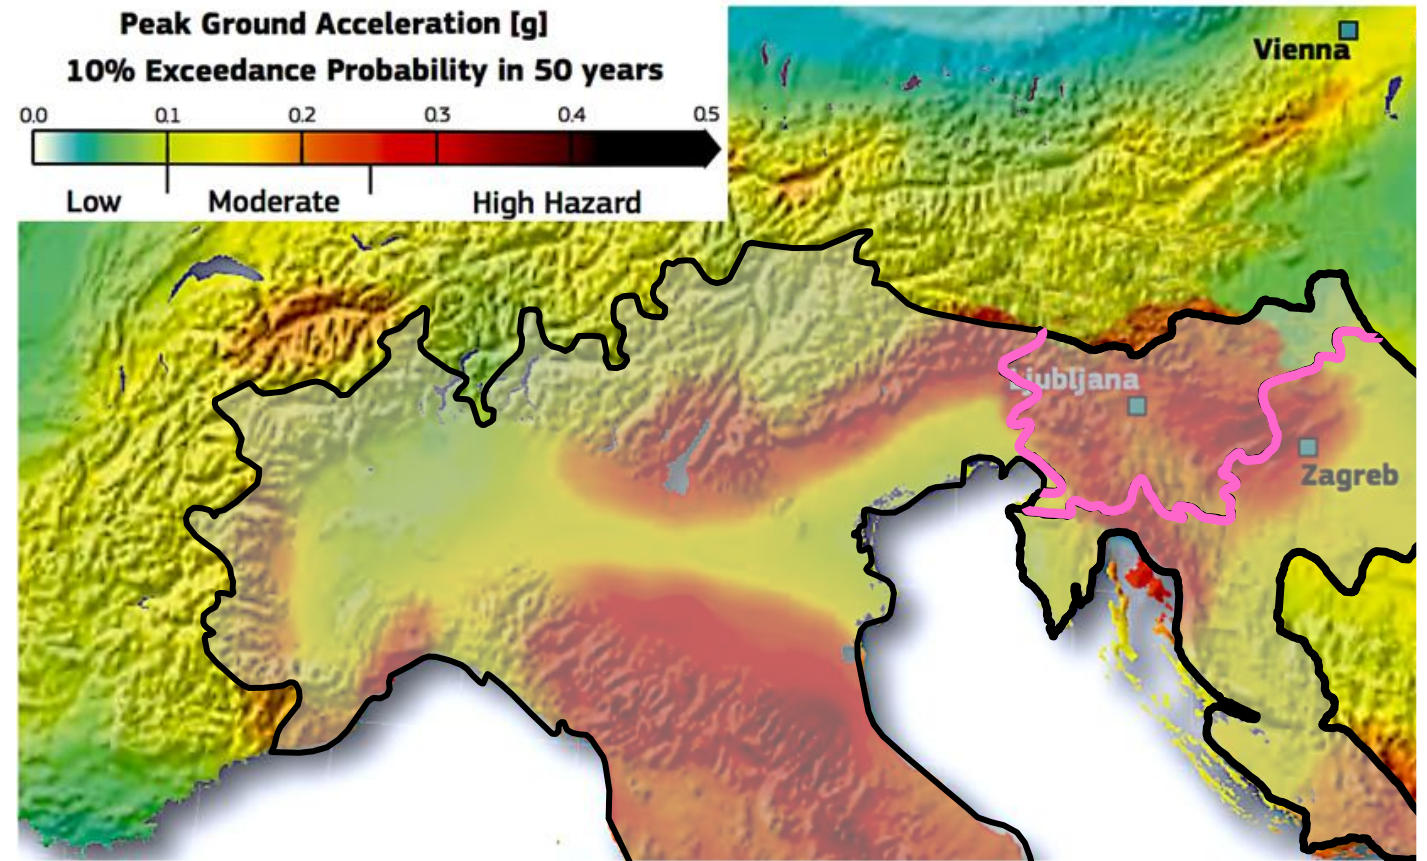 Peak Ground Acceleration [g]
10% Exceedance Probability in 50 years
0.0 0.1 0.2 0.3 0.4 0.5
Low Moderate High Hazard
Vienna
Ljubljana
Zagreb